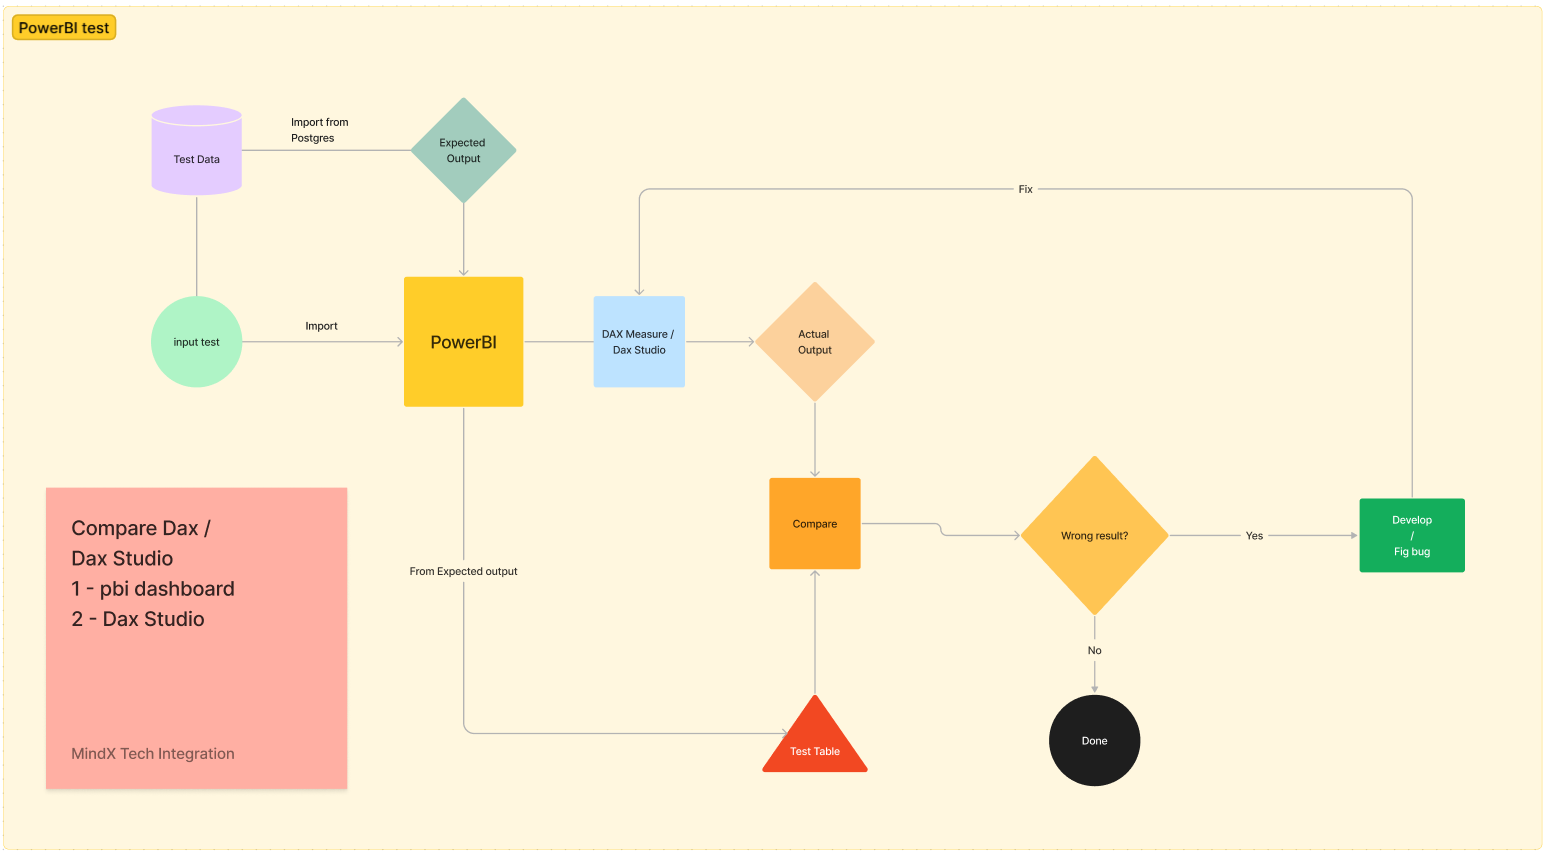 PowerBI test
Import from
Postgres
Test Data
Expected
Output
Fix
input test
Import
PowerBI
DAX Measure /
Dax Studio
Actual
Output
Compare Dax /
Dax Studio
1 - pbi dashboard
2 - Dax Studio
MindX Tech Integration
From Expected output
Compare
Wrong result?
Yes
Develop
/
Fig bug
No
Test Table
Done